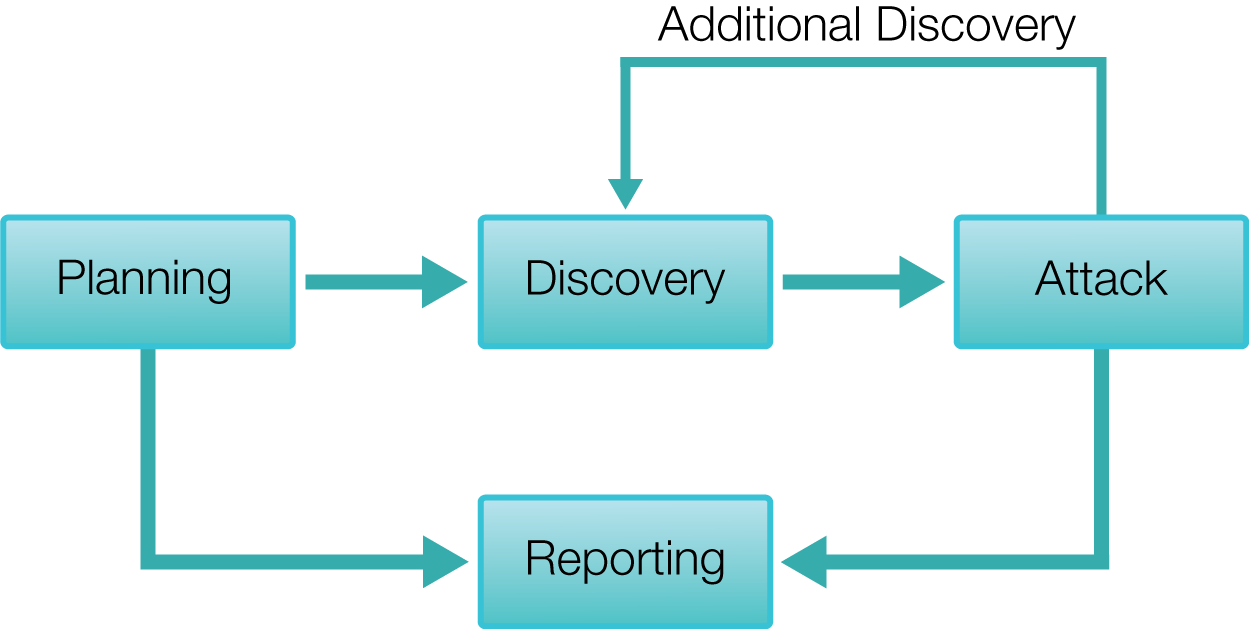 Additional Discovery
Planning
Discovery
Attack
Reporting